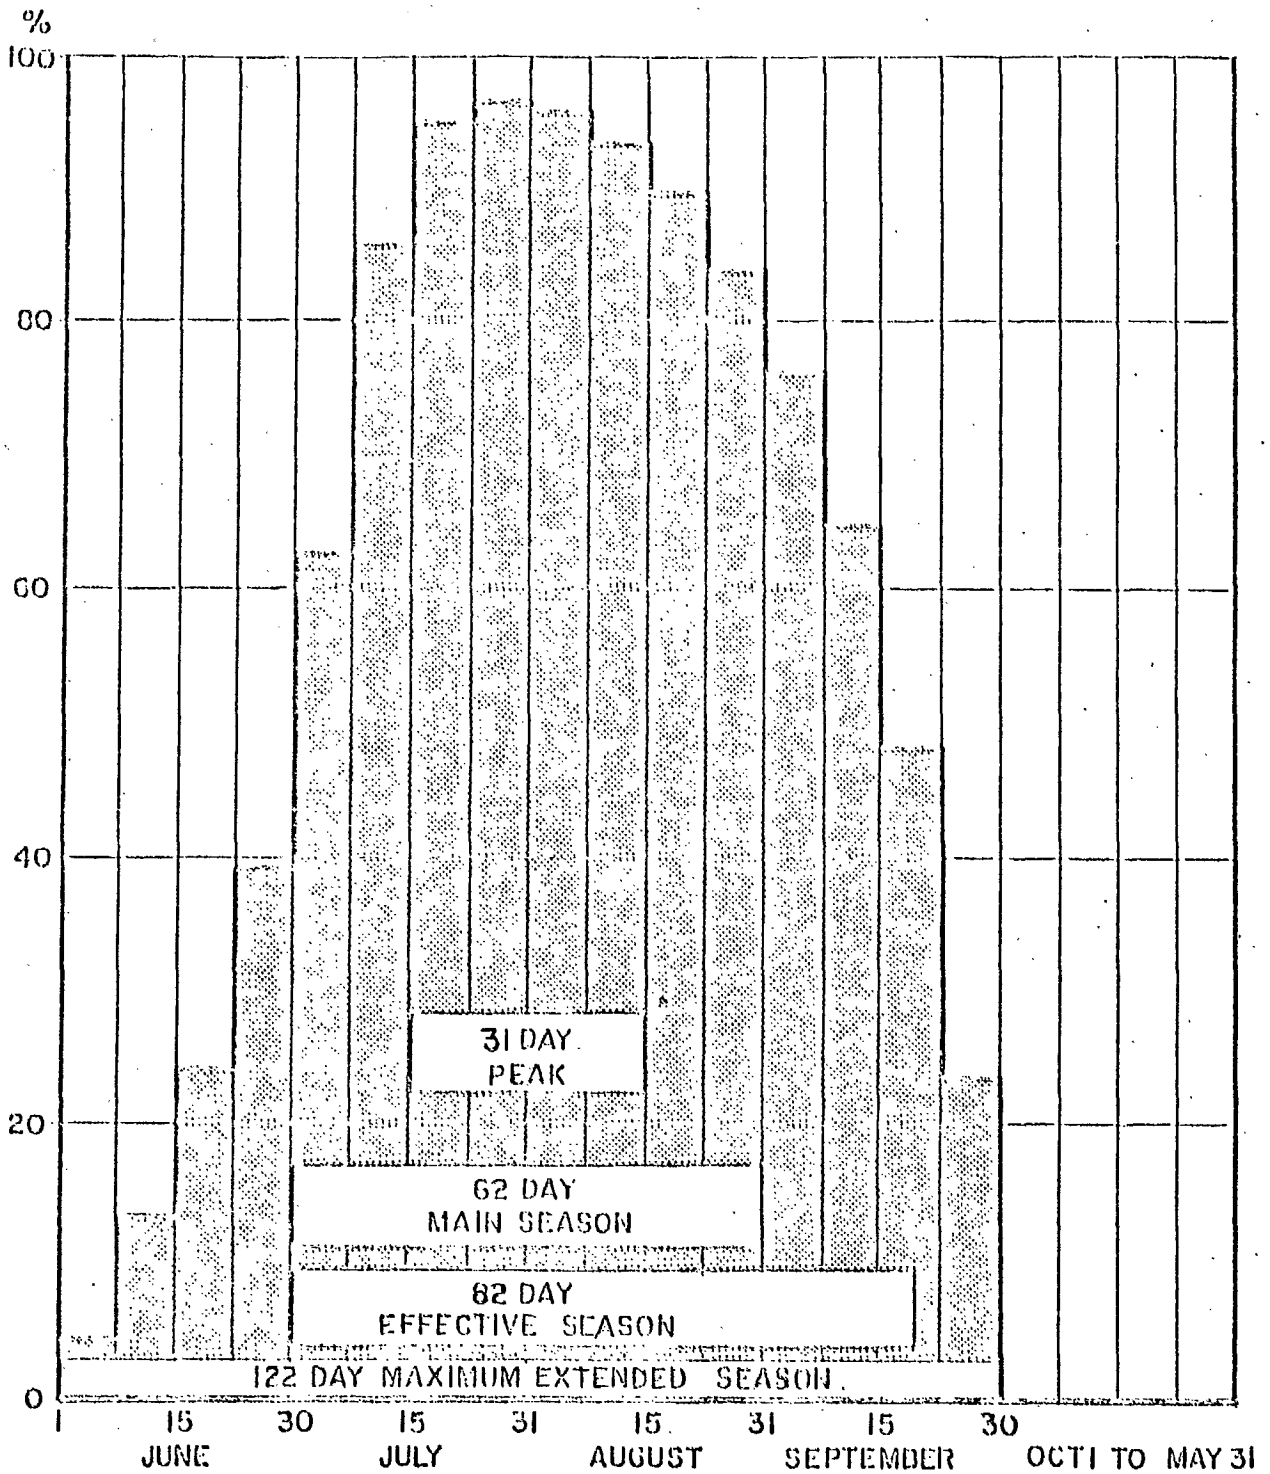 %
100
80
60
40
20
0
31 DAY
PEAK
62 DAY
MAIN SEASON
82 DAY
EFFECTIVE SEASON
122 DAY MAXIMUM EXTENDED SEASON
1 15 30 15 31 15 31 15 30
JUNE JULY AUGUST SEPTEMBER OCT 1 TO MAY 31